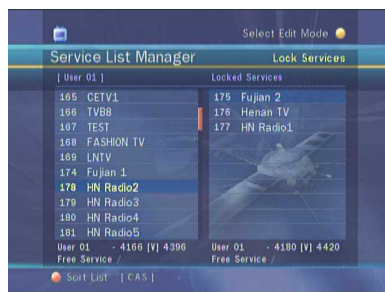 Select Edit Mode
Service List Manager
Lock Services
[ User 01 ]
Locked Services
165 CETV1
166 TVB8
167 TEST
168 FASHION TV
169 LNTV
174 Fujian 1
178 HN Radio2
179 HN Radio3
180 HN Radio4
181 HN Radio5
175 Fujian 2
176 Henan TV
177 HN Radio1
User 01 - 4166 [V] 4396
Free Service /
User 01 - 4180 [V] 4420
Free Service /
Sort List [ CAS ]